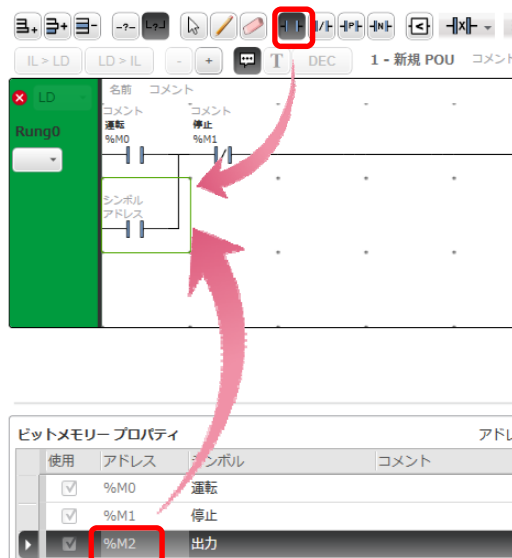 -?-
L?┘
P
N
<
X
IL > LD
LD > IL
-
+
T
DEC
1 - 新規 POU
コメント
LD
名前 コメント
コメント コメント
運転 停止
%M0 %M1
Rung0
シンボル
アドレス
ビットメモリー プロパティ
アドレ
使用 アドレス シンボル コメント
%M0 運転
%M1 停止
%M2 出力